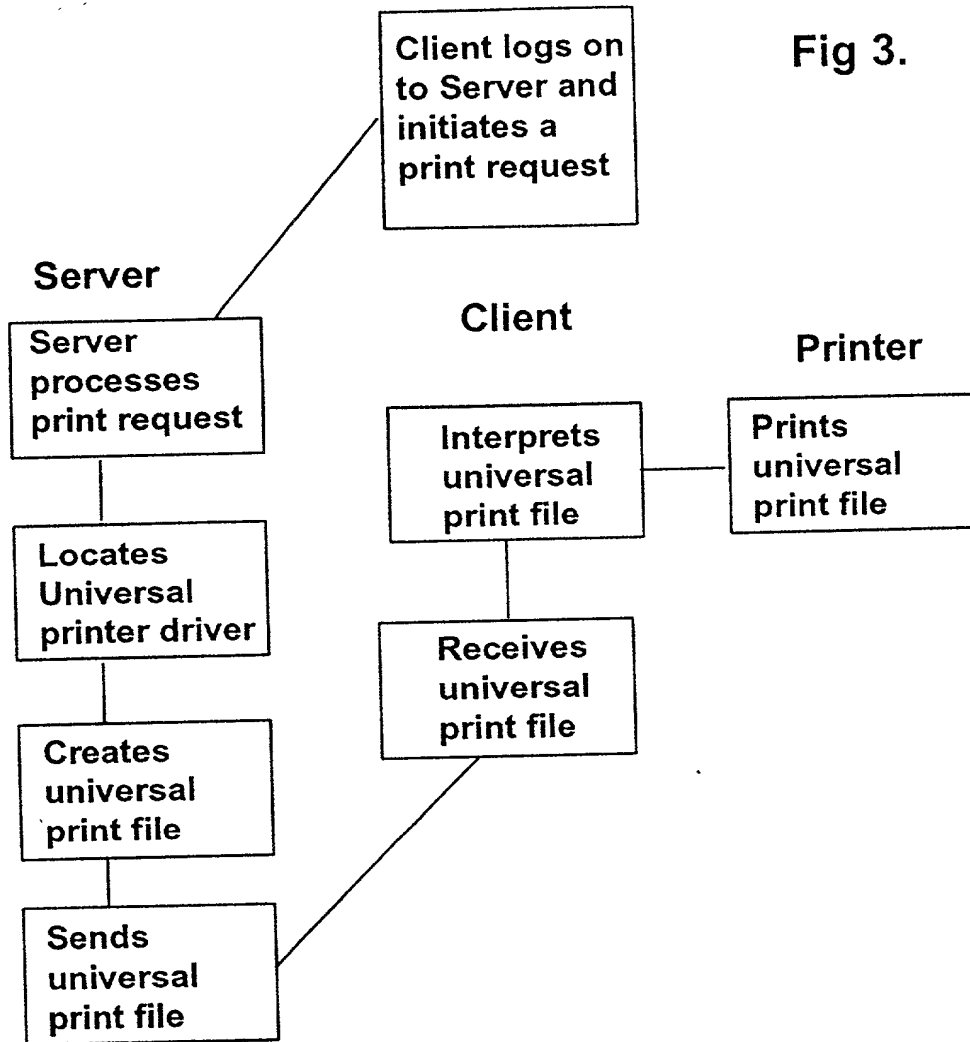 Fig 3.
Client logs on
to Server and
initiates a
print request
Server
Server
processes
print request
Locates
Universal
printer driver
Creates
universal
print file
Sends
universal
print file
Client
Receives
universal
print file
Interprets
universal
print file
Printer
Prints
universal
print file